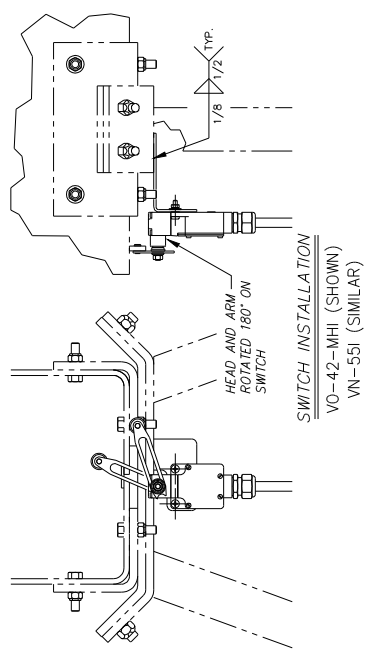 TYP.
1/2
1/8
HEAD AND ARM
ROTATED 180° ON
SWITCH
SWITCH INSTALLATION
VO-42-MHI (SHOWN)
VN-55I (SIMILAR)